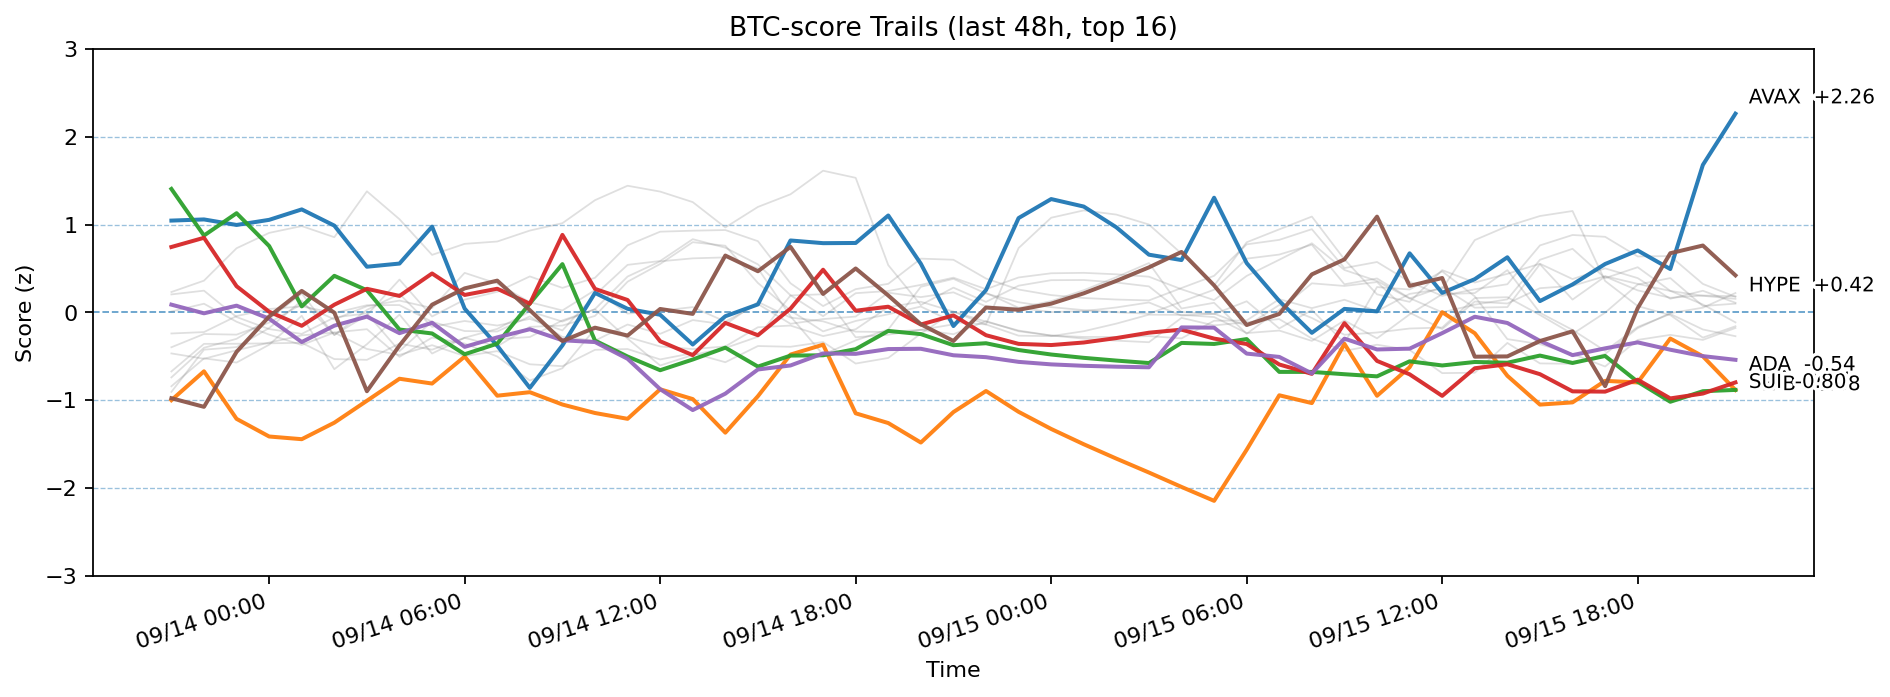 BTC-score Trails (last 48h, top 16)
3
2
1
0
−1
−2
−3
Score (z)
AVAX +2.26
HYPE +0.42
ADA -0.54
SUI -0.80
09/14 00:00
09/14 06:00
09/14 12:00
09/14 18:00
09/15 00:00
09/15 06:00
09/15 12:00
09/15 18:00
Time